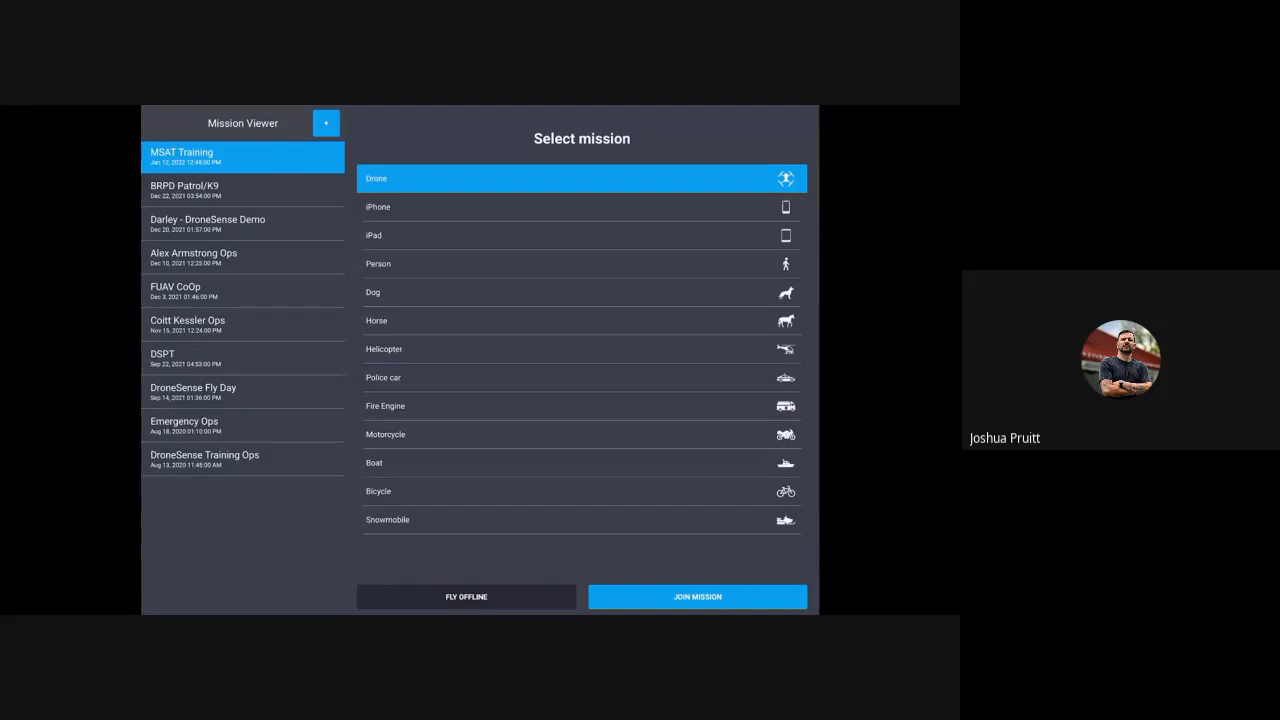 Mission Viewer
+
MSAT Training
Jan 12, 2022 12:48:00 PM
BRPD Patrol/K9
Dec 22, 2021 03:54:00 PM
Darley - DroneSense Demo
Dec 20, 2021 01:57:00 PM
Alex Armstrong Ops
Dec 10, 2021 12:25:00 PM
FUAV CoOp
Dec 3, 2021 01:46:00 PM
Coitt Kessler Ops
Nov 15, 2021 12:24:00 PM
DSPT
Sep 22, 2021 04:53:00 PM
DroneSense Fly Day
Sep 14, 2021 01:36:00 PM
Emergency Ops
Aug 18, 2020 01:10:00 PM
DroneSense Training Ops
Aug 13, 2020 11:45:00 AM
Select mission
Drone
iPhone
iPad
Person
Dog
Horse
Helicopter
Police car
Fire Engine
Motorcycle
Boat
Bicycle
Snowmobile
FLY OFFLINE
JOIN MISSION
Joshua Pruitt